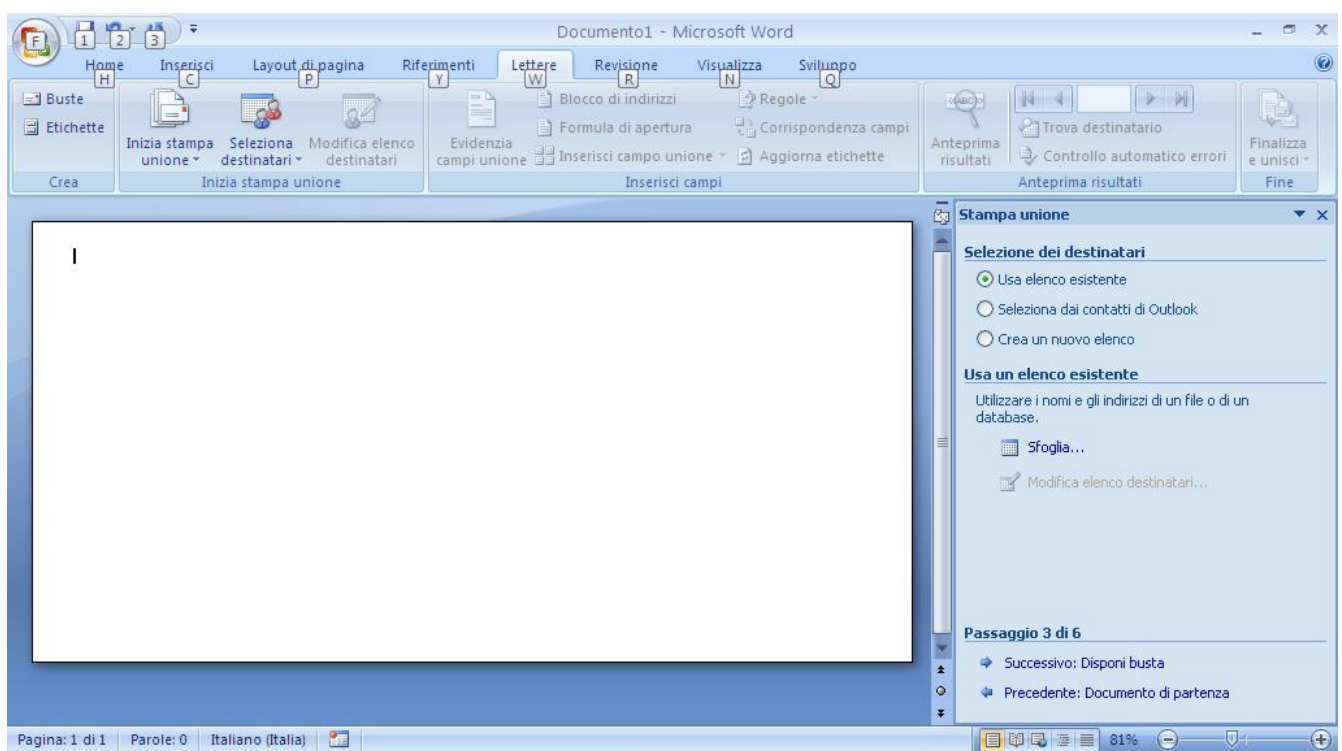 Documento1 - Microsoft Word
F 1 2 3
Home Inserisci Layout di pagina Riferimenti Lettere Revisione Visualizza Sviluppo
H C P Y W R N Q
Buste
Etichette
Crea
Inizia stampa unione
Seleziona destinatari
Modifica elenco destinatari
Inizia stampa unione
Evidenzia campi unione
Blocco di indirizzi
Formula di apertura
Inserisci campo unione
Regole
Corrispondenza campi
Aggiorna etichette
Inserisci campi
ABC
Anteprima risultati
Trova destinatario
Controllo automatico errori
Anteprima risultati
Finalizza e unisci
Fine
Stampa unione
Selezione dei destinatari
Usa elenco esistente
Seleziona dai contatti di Outlook
Crea un nuovo elenco
Usa un elenco esistente
Utilizzare i nomi e gli indirizzi di un file o di un
database.
Sfoglia...
Modifica elenco destinatari...
Passaggio 3 di 6
Successivo: Disponi busta
Precedente: Documento di partenza
Pagina: 1 di 1 Parole: 0 Italiano (Italia) 81%